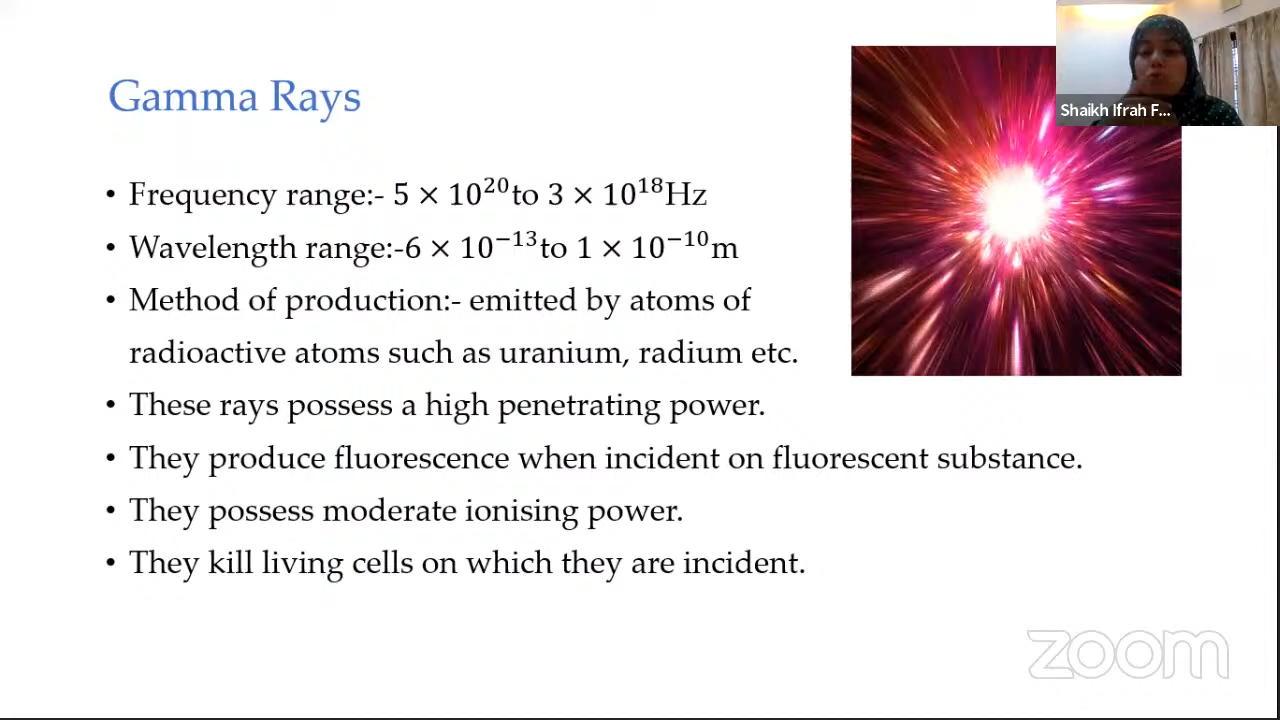 Gamma Rays
Shaikh Ifrah F...
• Frequency range:- 5 × 10²⁰to 3 × 10¹⁸Hz
• Wavelength range:-6 × 10⁻¹³to 1 × 10⁻¹⁰m
• Method of production:- emitted by atoms of
radioactive atoms such as uranium, radium etc.
• These rays possess a high penetrating power.
• They produce fluorescence when incident on fluorescent substance.
• They possess moderate ionising power.
• They kill living cells on which they are incident.
zoom